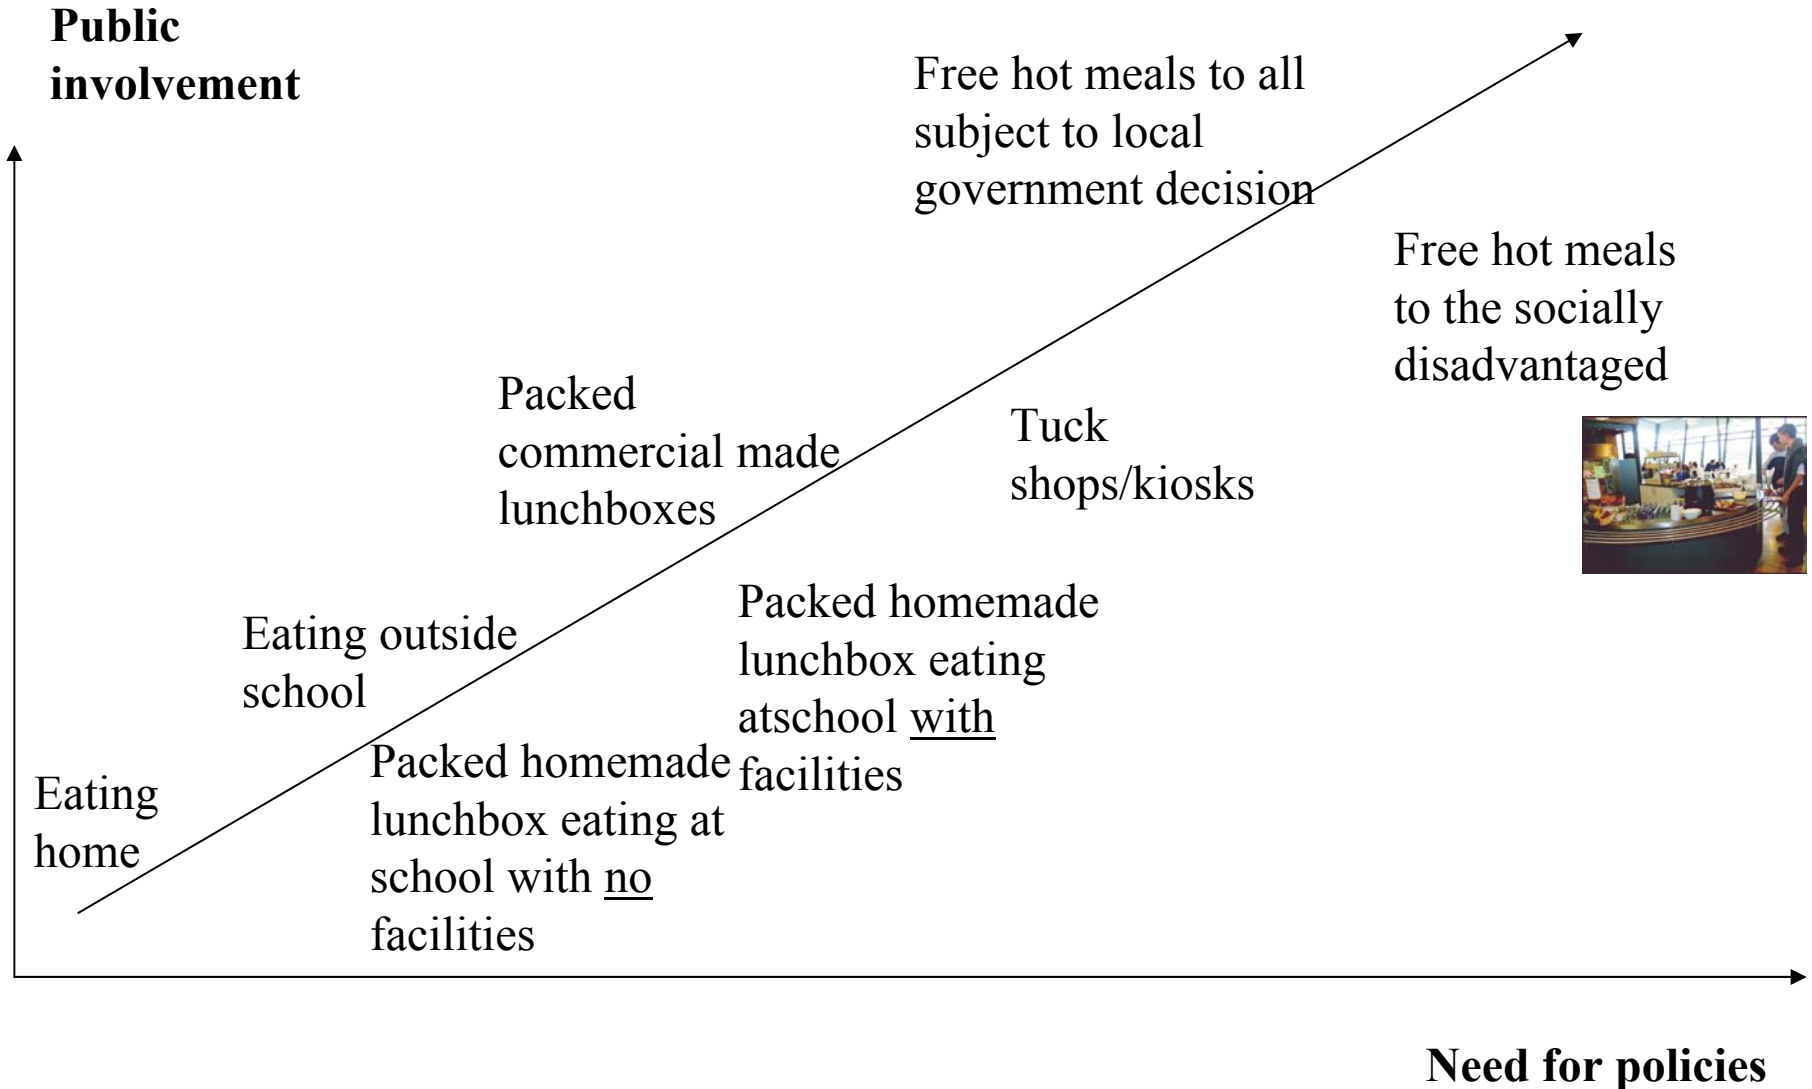 Public
involvement
Free hot meals to all
subject to local
government decision
Free hot meals
to the socially
disadvantaged
Packed
commercial made
lunchboxes
Tuck
shops/kiosks
Eating outside
school
Packed homemade
lunchbox eating
atschool with
facilities
Packed homemade
lunchbox eating at
school with no
facilities
Eating
home
Need for policies